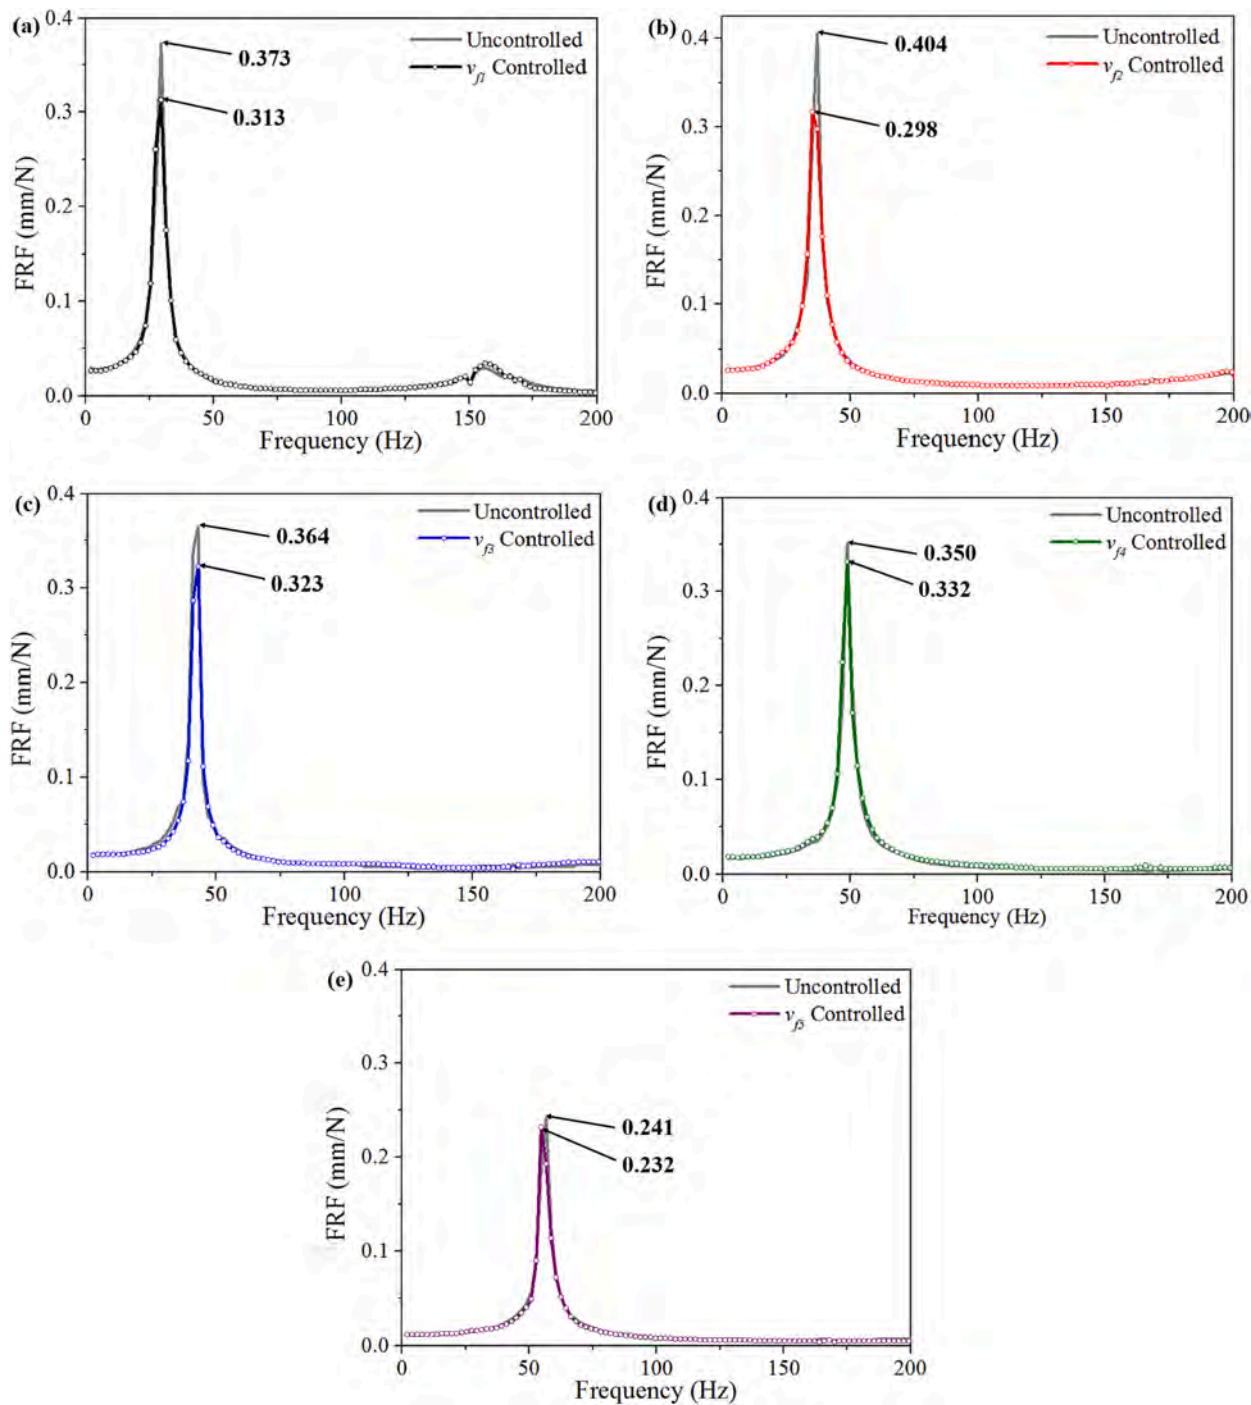 (a)
Uncontrolled
vf1 Controlled
0.373
0.313
FRF (mm/N)
0.4
0.3
0.2
0.1
0.0
0 50 100 150 200
Frequency (Hz)
(b)
Uncontrolled
vf2 Controlled
0.404
0.298
FRF (mm/N)
0.4
0.3
0.2
0.1
0.0
0 50 100 150 200
Frequency (Hz)
(c)
Uncontrolled
vf3 Controlled
0.364
0.323
FRF (mm/N)
0.4
0.3
0.2
0.1
0.0
0 50 100 150 200
Frequency (Hz)
(d)
Uncontrolled
vf4 Controlled
0.350
0.332
FRF (mm/N)
0.4
0.3
0.2
0.1
0.0
0 50 100 150 200
Frequency (Hz)
(e)
Uncontrolled
vf5 Controlled
0.241
0.232
FRF (mm/N)
0.4
0.3
0.2
0.1
0.0
0 50 100 150 200
Frequency (Hz)